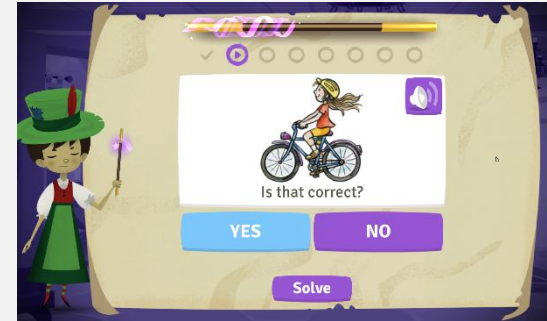 Is that correct?
YES
NO
Solve